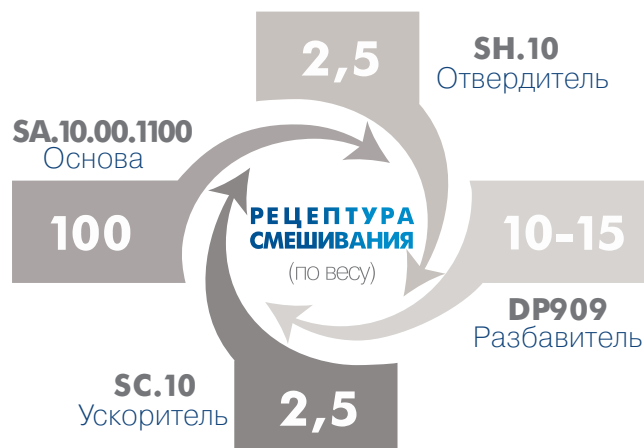 2,5
SH.10
Отвердитель
SA.10.00.1100
Основа
100
РЕЦЕПТУРА
СМЕШИВАНИЯ
(по весу)
10-15
DP909
Разбавитель
SC.10
Ускоритель
2,5